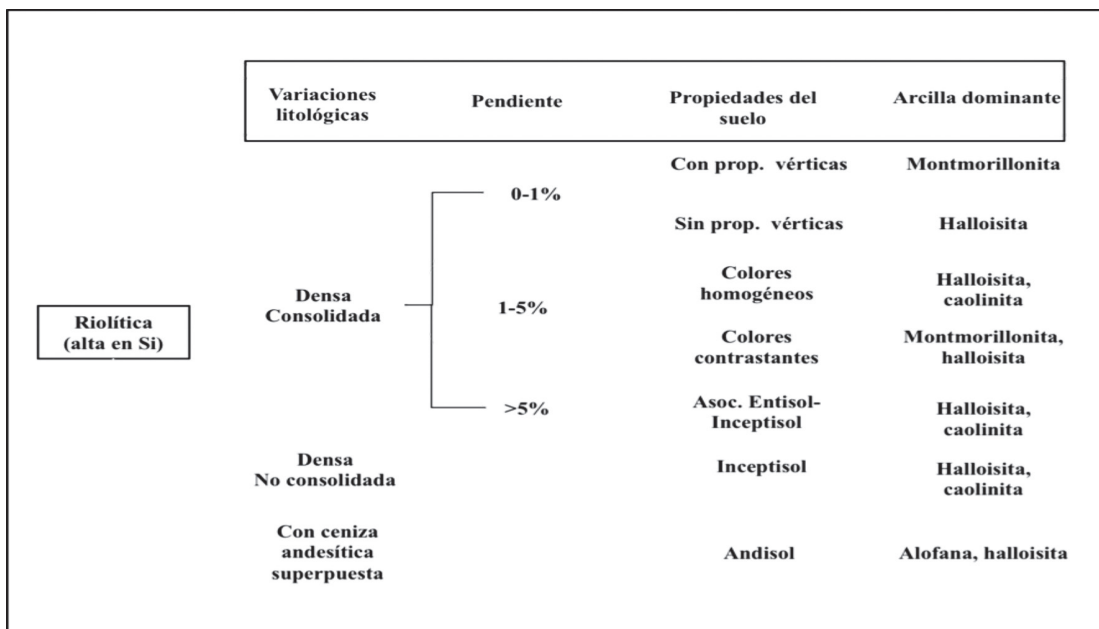 Variaciones
litológicas
Pendiente
Propiedades del
suelo
Arcilla dominante
Con prop. vérticas
Montmorillonita
0-1%
Sin prop. vérticas
Halloisita
Riolítica
(alta en Si)
Densa
Consolidada
1-5%
Colores
homogéneos
Halloisita,
caolinita
Colores
contrastantes
Montmorillonita,
halloisita
>5%
Asoc. Entisol-
Inceptisol
Halloisita,
caolinita
Densa
No consolidada
Inceptisol
Halloisita,
caolinita
Con ceniza
andesítica
superpuesta
Andisol
Alofana, halloisita